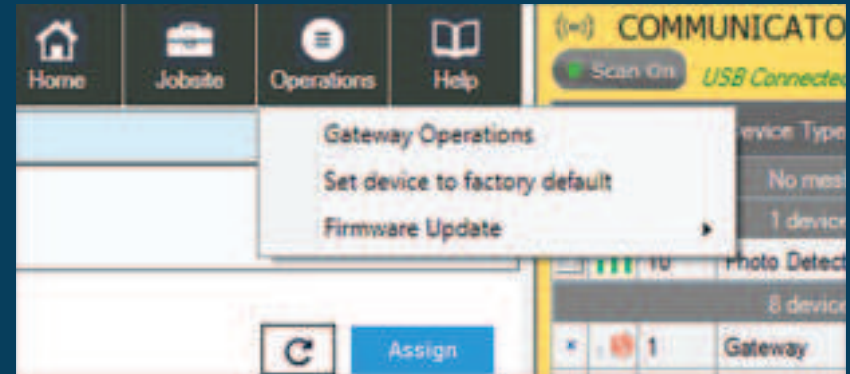 COMMUNICATO
Home Jobsite Operations Help
Scan On USB Connected
Gateway Operations
evice Type
Set device to factory default
No mes
1 device
Firmware Update
10 Photo Detect
8 device
Assign
1 Gateway